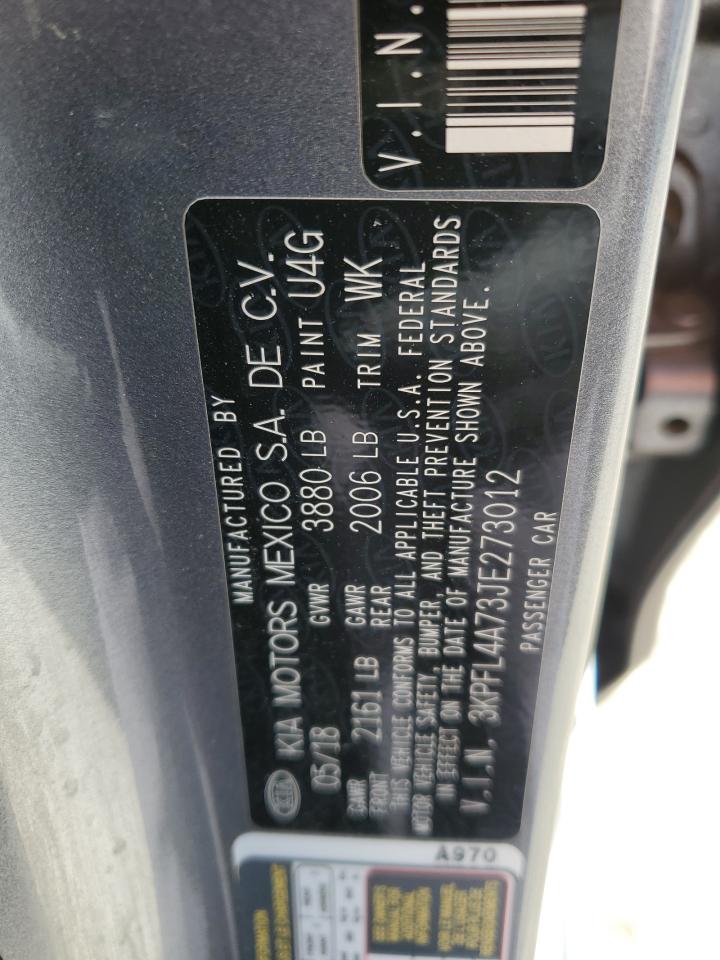 V.I.N.
MANUFACTURED BY
KIA KIA MOTORS MEXICO S.A. DE C.V.
05/18 GVWR 3880 LB PAINT U4G
GAWR FRONT 2161 LB GAWR REAR 2006 LB TRIM WK
THIS VEHICLE CONFORMS TO ALL APPLICABLE U.S.A. FEDERAL
MOTOR VEHICLE SAFETY, BUMPER, AND THEFT PREVENTION STANDARDS
IN EFFECT ON THE DATE OF MANUFACTURE SHOWN ABOVE.
V.I.N. 3KPFL4A73JE273012
PASSENGER CAR
A970